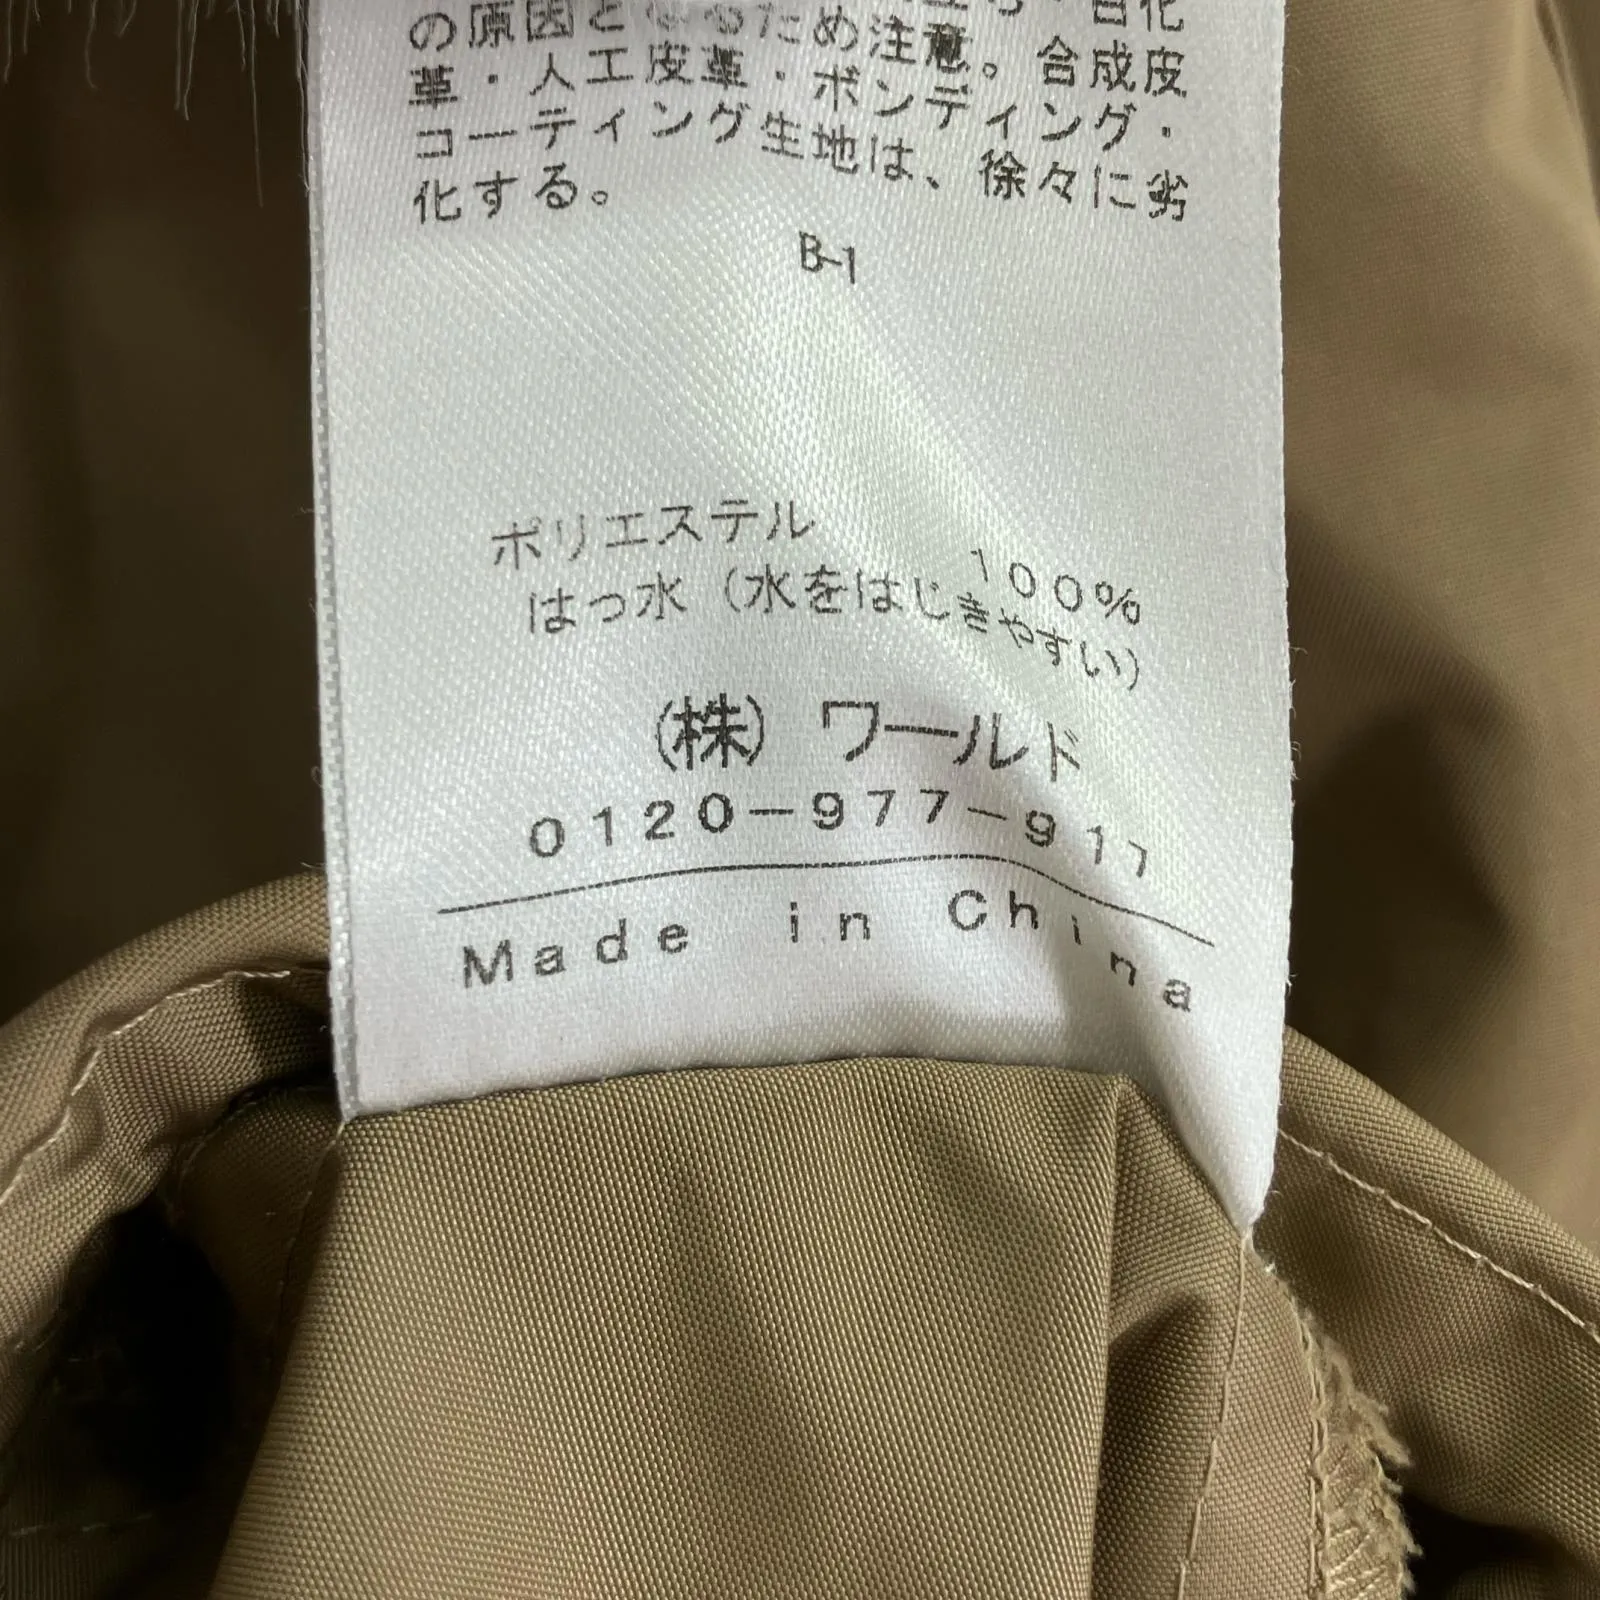 の原因となるため注意。合成皮
革・人工皮革・ボンディング・
コーティング生地は、徐々に劣
化する。
B-1
ポリエステル 100%
はっ水（水をはじきやすい）
(株) ワールド
0120-977-917
Made in China